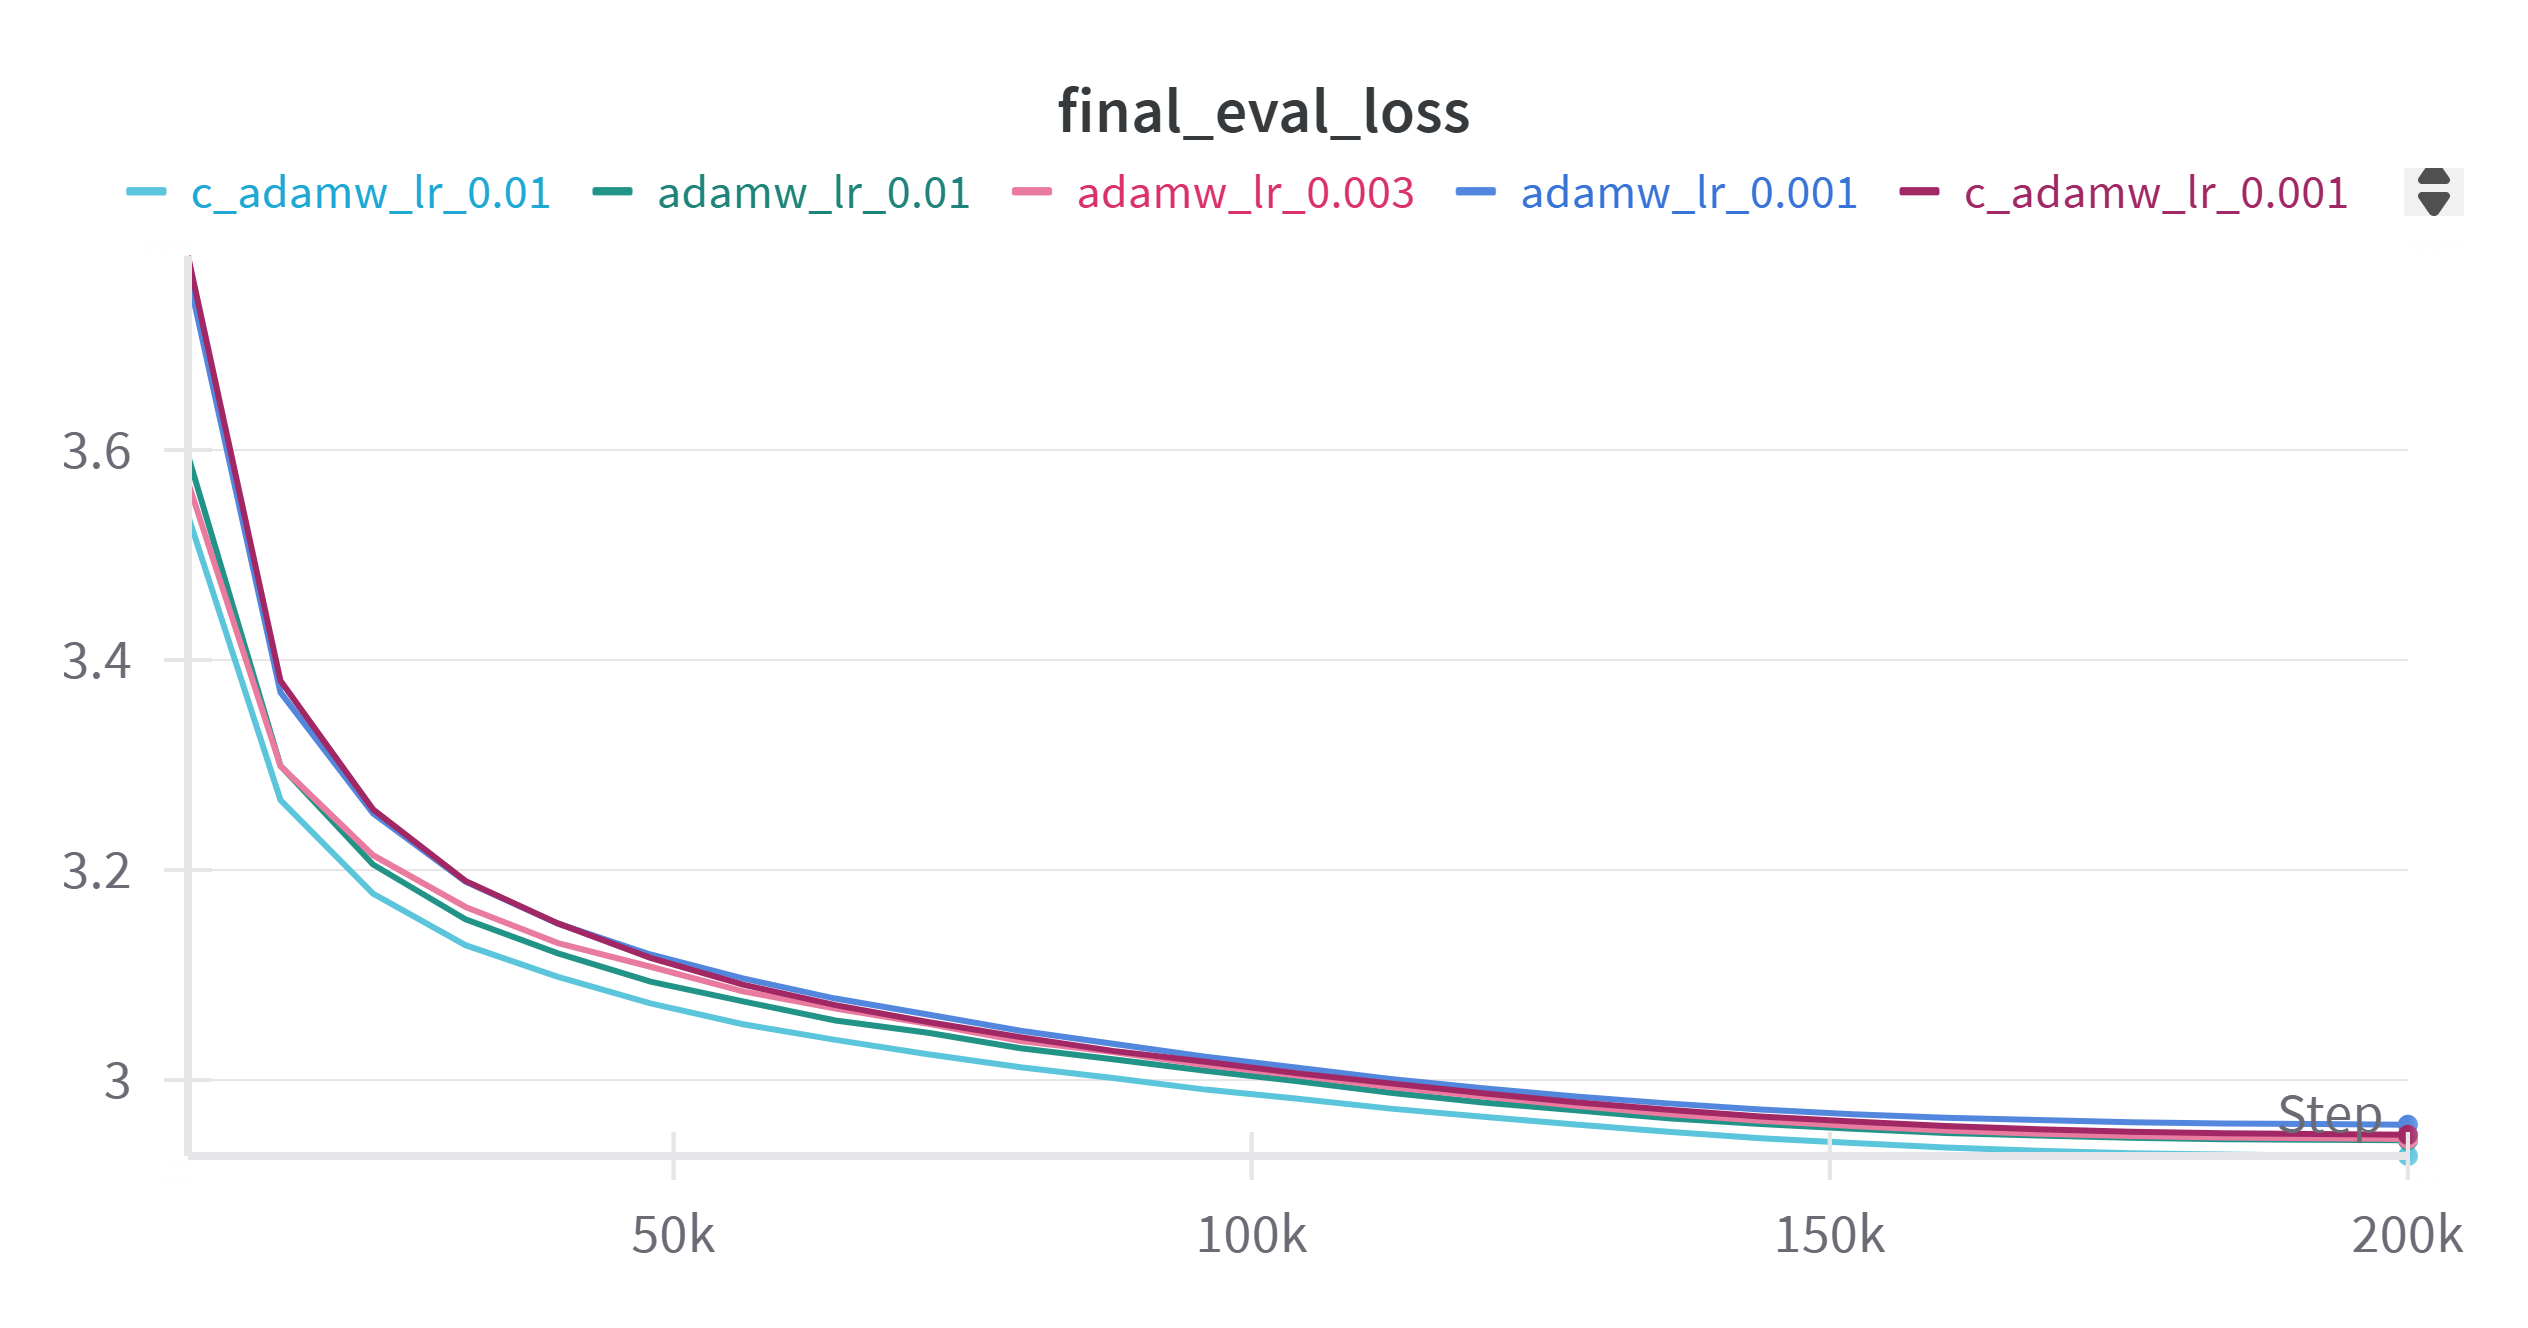 final_eval_loss
c_adamw_lr_0.01 adamw_lr_0.01 adamw_lr_0.003 adamw_lr_0.001 c_adamw_lr_0.001
3.6
3.4
3.2
3
Step
50k 100k 150k 200k